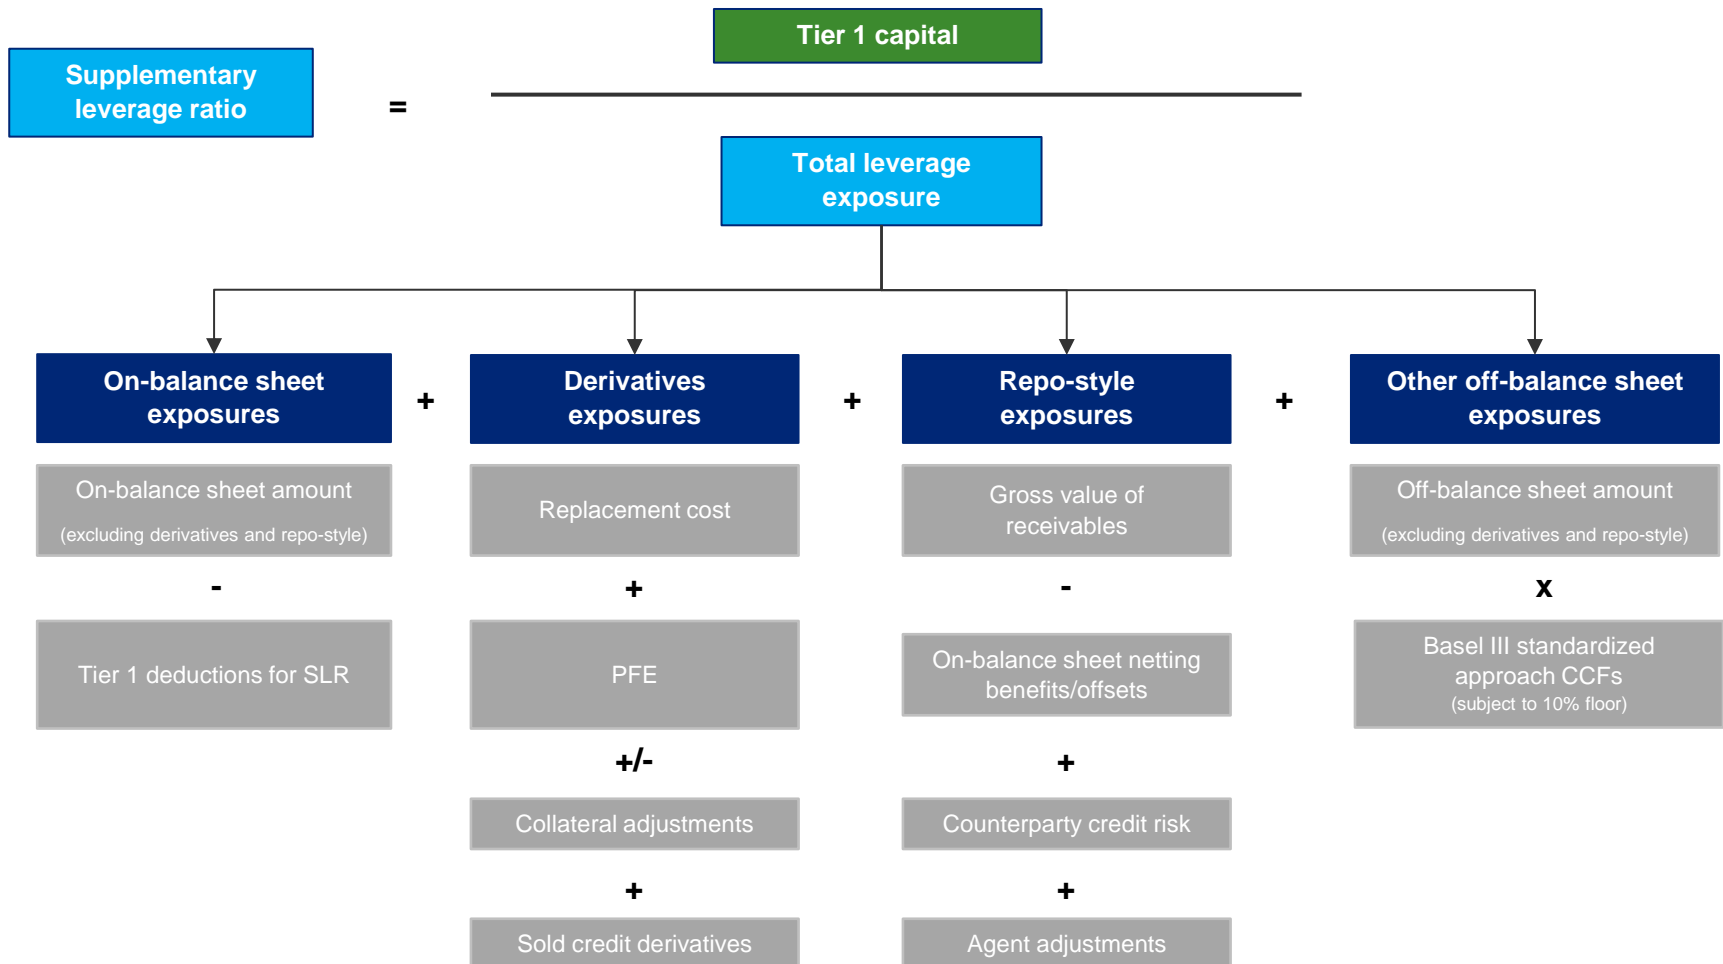 Tier 1 capital
Supplementary
leverage ratio
=
Total leverage
exposure
On-balance sheet
exposures
+
Derivatives
exposures
+
Repo-style
exposures
+
Other off-balance sheet
exposures
On-balance sheet amount
(excluding derivatives and repo-style)
Replacement cost
Gross value of
receivables
Off-balance sheet amount
(excluding derivatives and repo-style)
-
+
-
x
Tier 1 deductions for SLR
PFE
On-balance sheet netting
benefits/offsets
Basel III standardized
approach CCFs
(subject to 10% floor)
+/-
+
Collateral adjustments
Counterparty credit risk
+
+
Sold credit derivatives
Agent adjustments